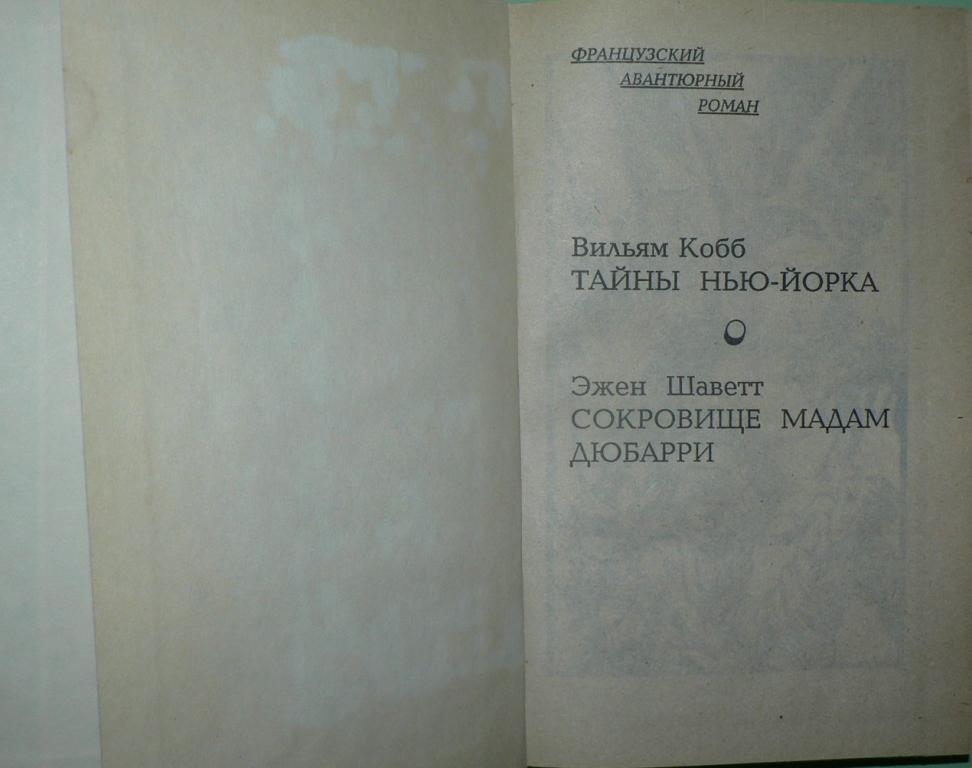 ФРАНЦУЗСКИЙ
АВАНТЮРНЫЙ
РОМАН
Вильям Кобб
ТАЙНЫ НЬЮ-ЙОРКА
Эжен Шаветт
СОКРОВИЩЕ МАДАМ
ДЮБАРРИ